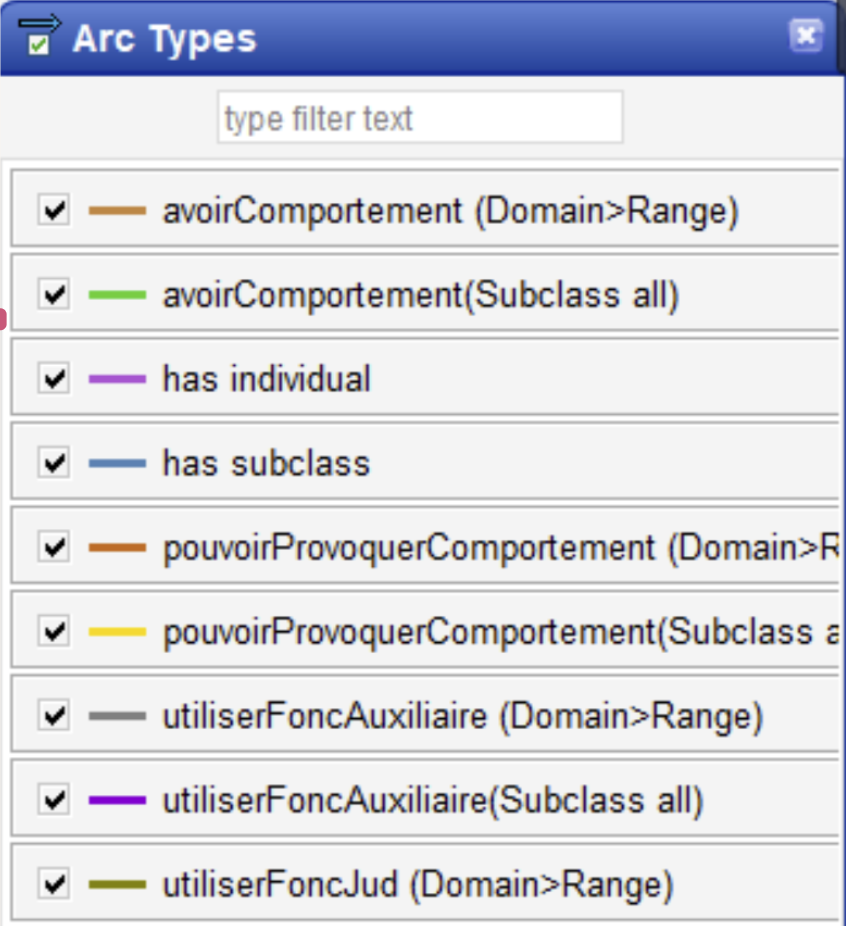 Arc Types
type filter text
avoirComportement (Domain>Range)
avoirComportement(Subclass all)
has individual
has subclass
pouvoirProvoquerComportement (Domain>R
pouvoirProvoquerComportement(Subclass a
utiliserFoncAuxiliaire (Domain>Range)
utiliserFoncAuxiliaire(Subclass all)
utiliserFoncJud (Domain>Range)